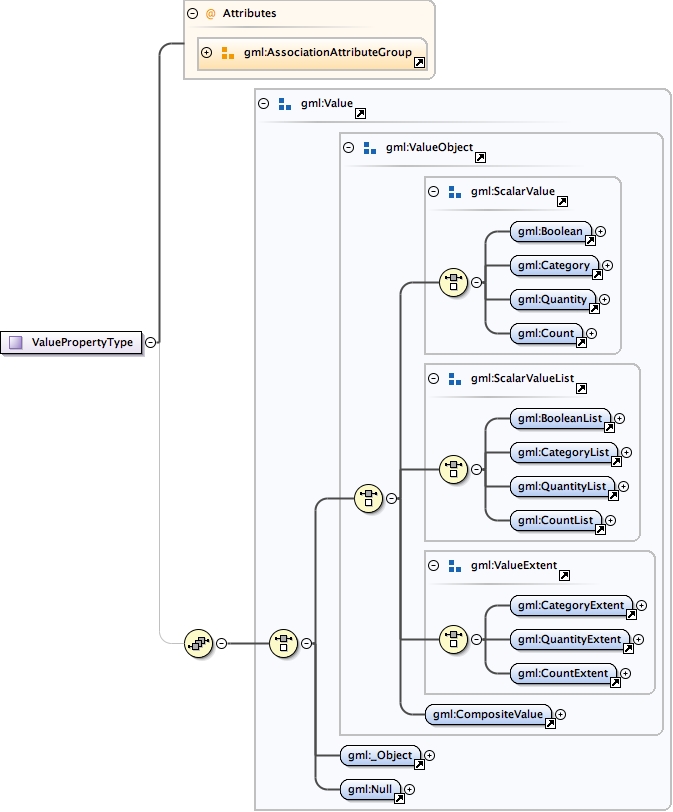 Attributes
gml:AssociationAttributeGroup
gml:Value
gml:ValueObject
gml:ScalarValue
gml:Boolean
gml:Category
gml:Quantity
gml:Count
ValuePropertyType
gml:ScalarValueList
gml:BooleanList
gml:CategoryList
gml:QuantityList
gml:CountList
gml:ValueExtent
gml:CategoryExtent
gml:QuantityExtent
gml:CountExtent
gml:CompositeValue
gml:_Object
gml:Null